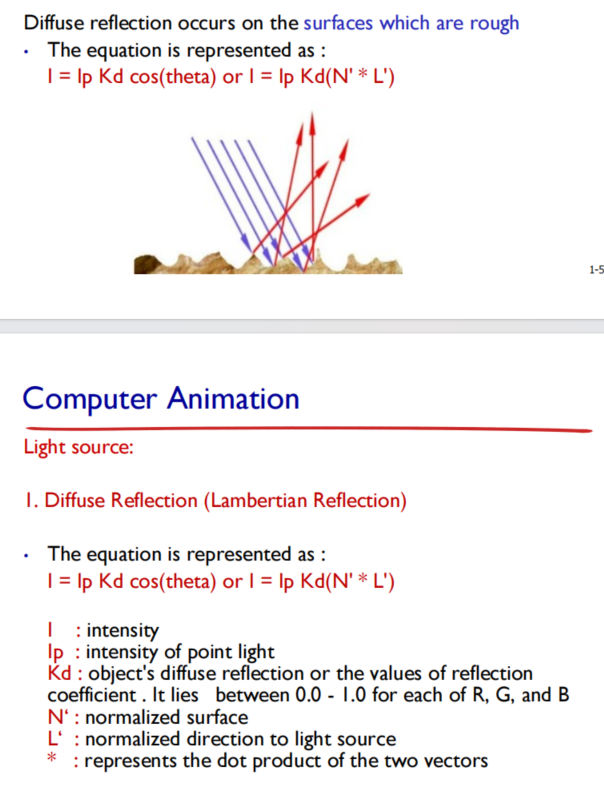 Diffuse reflection occurs on the surfaces which are rough
• The equation is represented as :
I = Ip Kd cos(theta) or I = Ip Kd(N' * L')
1-5
Computer Animation
Light source:
1. Diffuse Reflection (Lambertian Reflection)
• The equation is represented as :
I = Ip Kd cos(theta) or I = Ip Kd(N' * L')
I : intensity
Ip : intensity of point light
Kd : object's diffuse reflection or the values of reflection
coefficient . It lies between 0.0 - 1.0 for each of R, G, and B
N‘ : normalized surface
L‘ : normalized direction to light source
* : represents the dot product of the two vectors